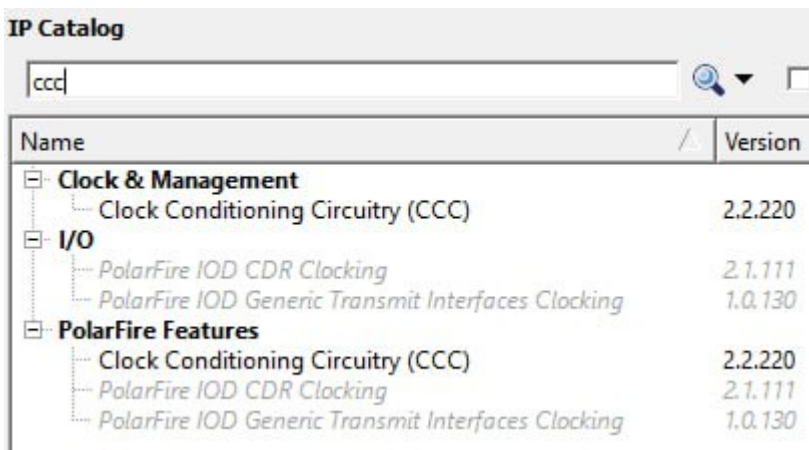 IP Catalog
ccc
Name Version
Clock & Management
Clock Conditioning Circuitry (CCC) 2.2.220
I/O
PolarFire IOD CDR Clocking 2.1.111
PolarFire IOD Generic Transmit Interfaces Clocking 1.0.130
PolarFire Features
Clock Conditioning Circuitry (CCC) 2.2.220
PolarFire IOD CDR Clocking 2.1.111
PolarFire IOD Generic Transmit Interfaces Clocking 1.0.130